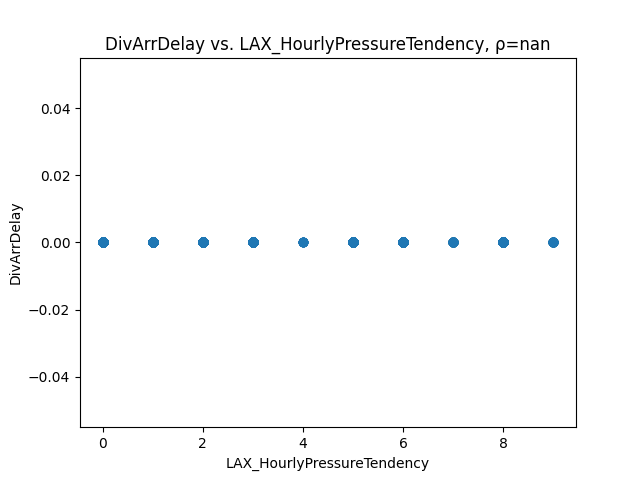 DivArrDelay vs. LAX_HourlyPressureTendency, ρ=nan
0.04
0.02
0.00
−0.02
−0.04
DivArrDelay
0 2 4 6 8
LAX_HourlyPressureTendency